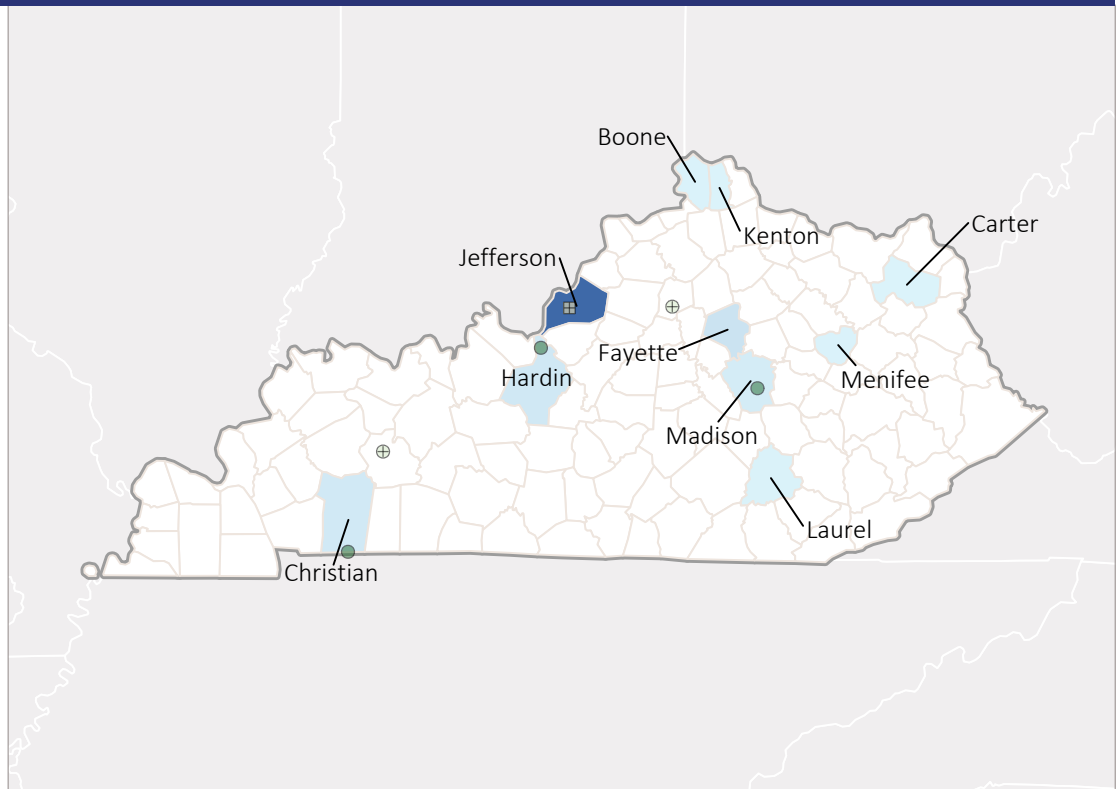 Boone
Carter
Kenton
Jefferson
Fayette
Hardin
Menifee
Madison
Laurel
Christian